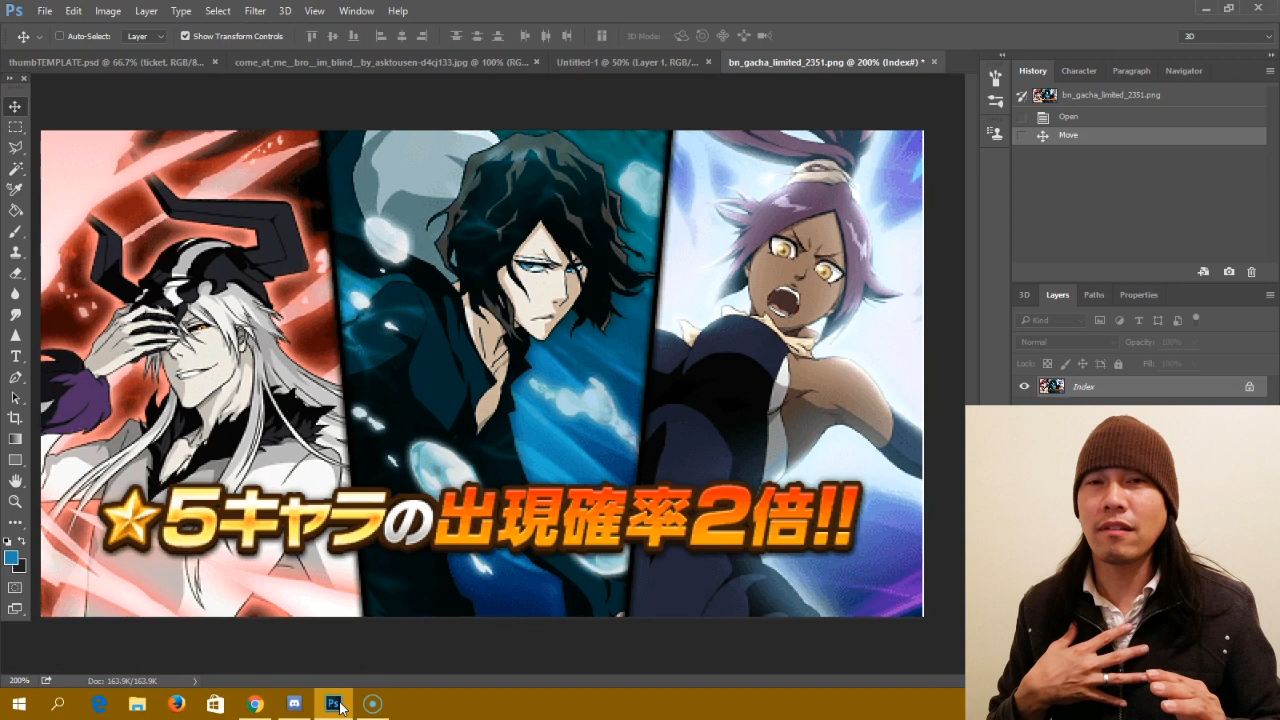 Ps File Edit Image Layer Type Select Filter 3D View Window Help
Auto-Select: Layer Show Transform Controls 3D Mode: 3D
thumbTEMPLATE.psd @ 66.7% (ticket, RGB/8... × come_at_me__bro__im_blind__by_asktousen-d4cj133.jpg @ 100% (RG... × Untitled-1 @ 50% (Layer 1, RGB/... × bn_gacha_limited_2351.png @ 200% (Index#) * ×
History Character Paragraph Navigator
bn_gacha_limited_2351.png
Open
Move
3D Layers Paths Properties
Kind
Normal Opacity: 100%
Lock: Fill: 100%
Index
★5キャラの出現確率2倍!!
200% Doc: 163.9K/163.9K
Ps